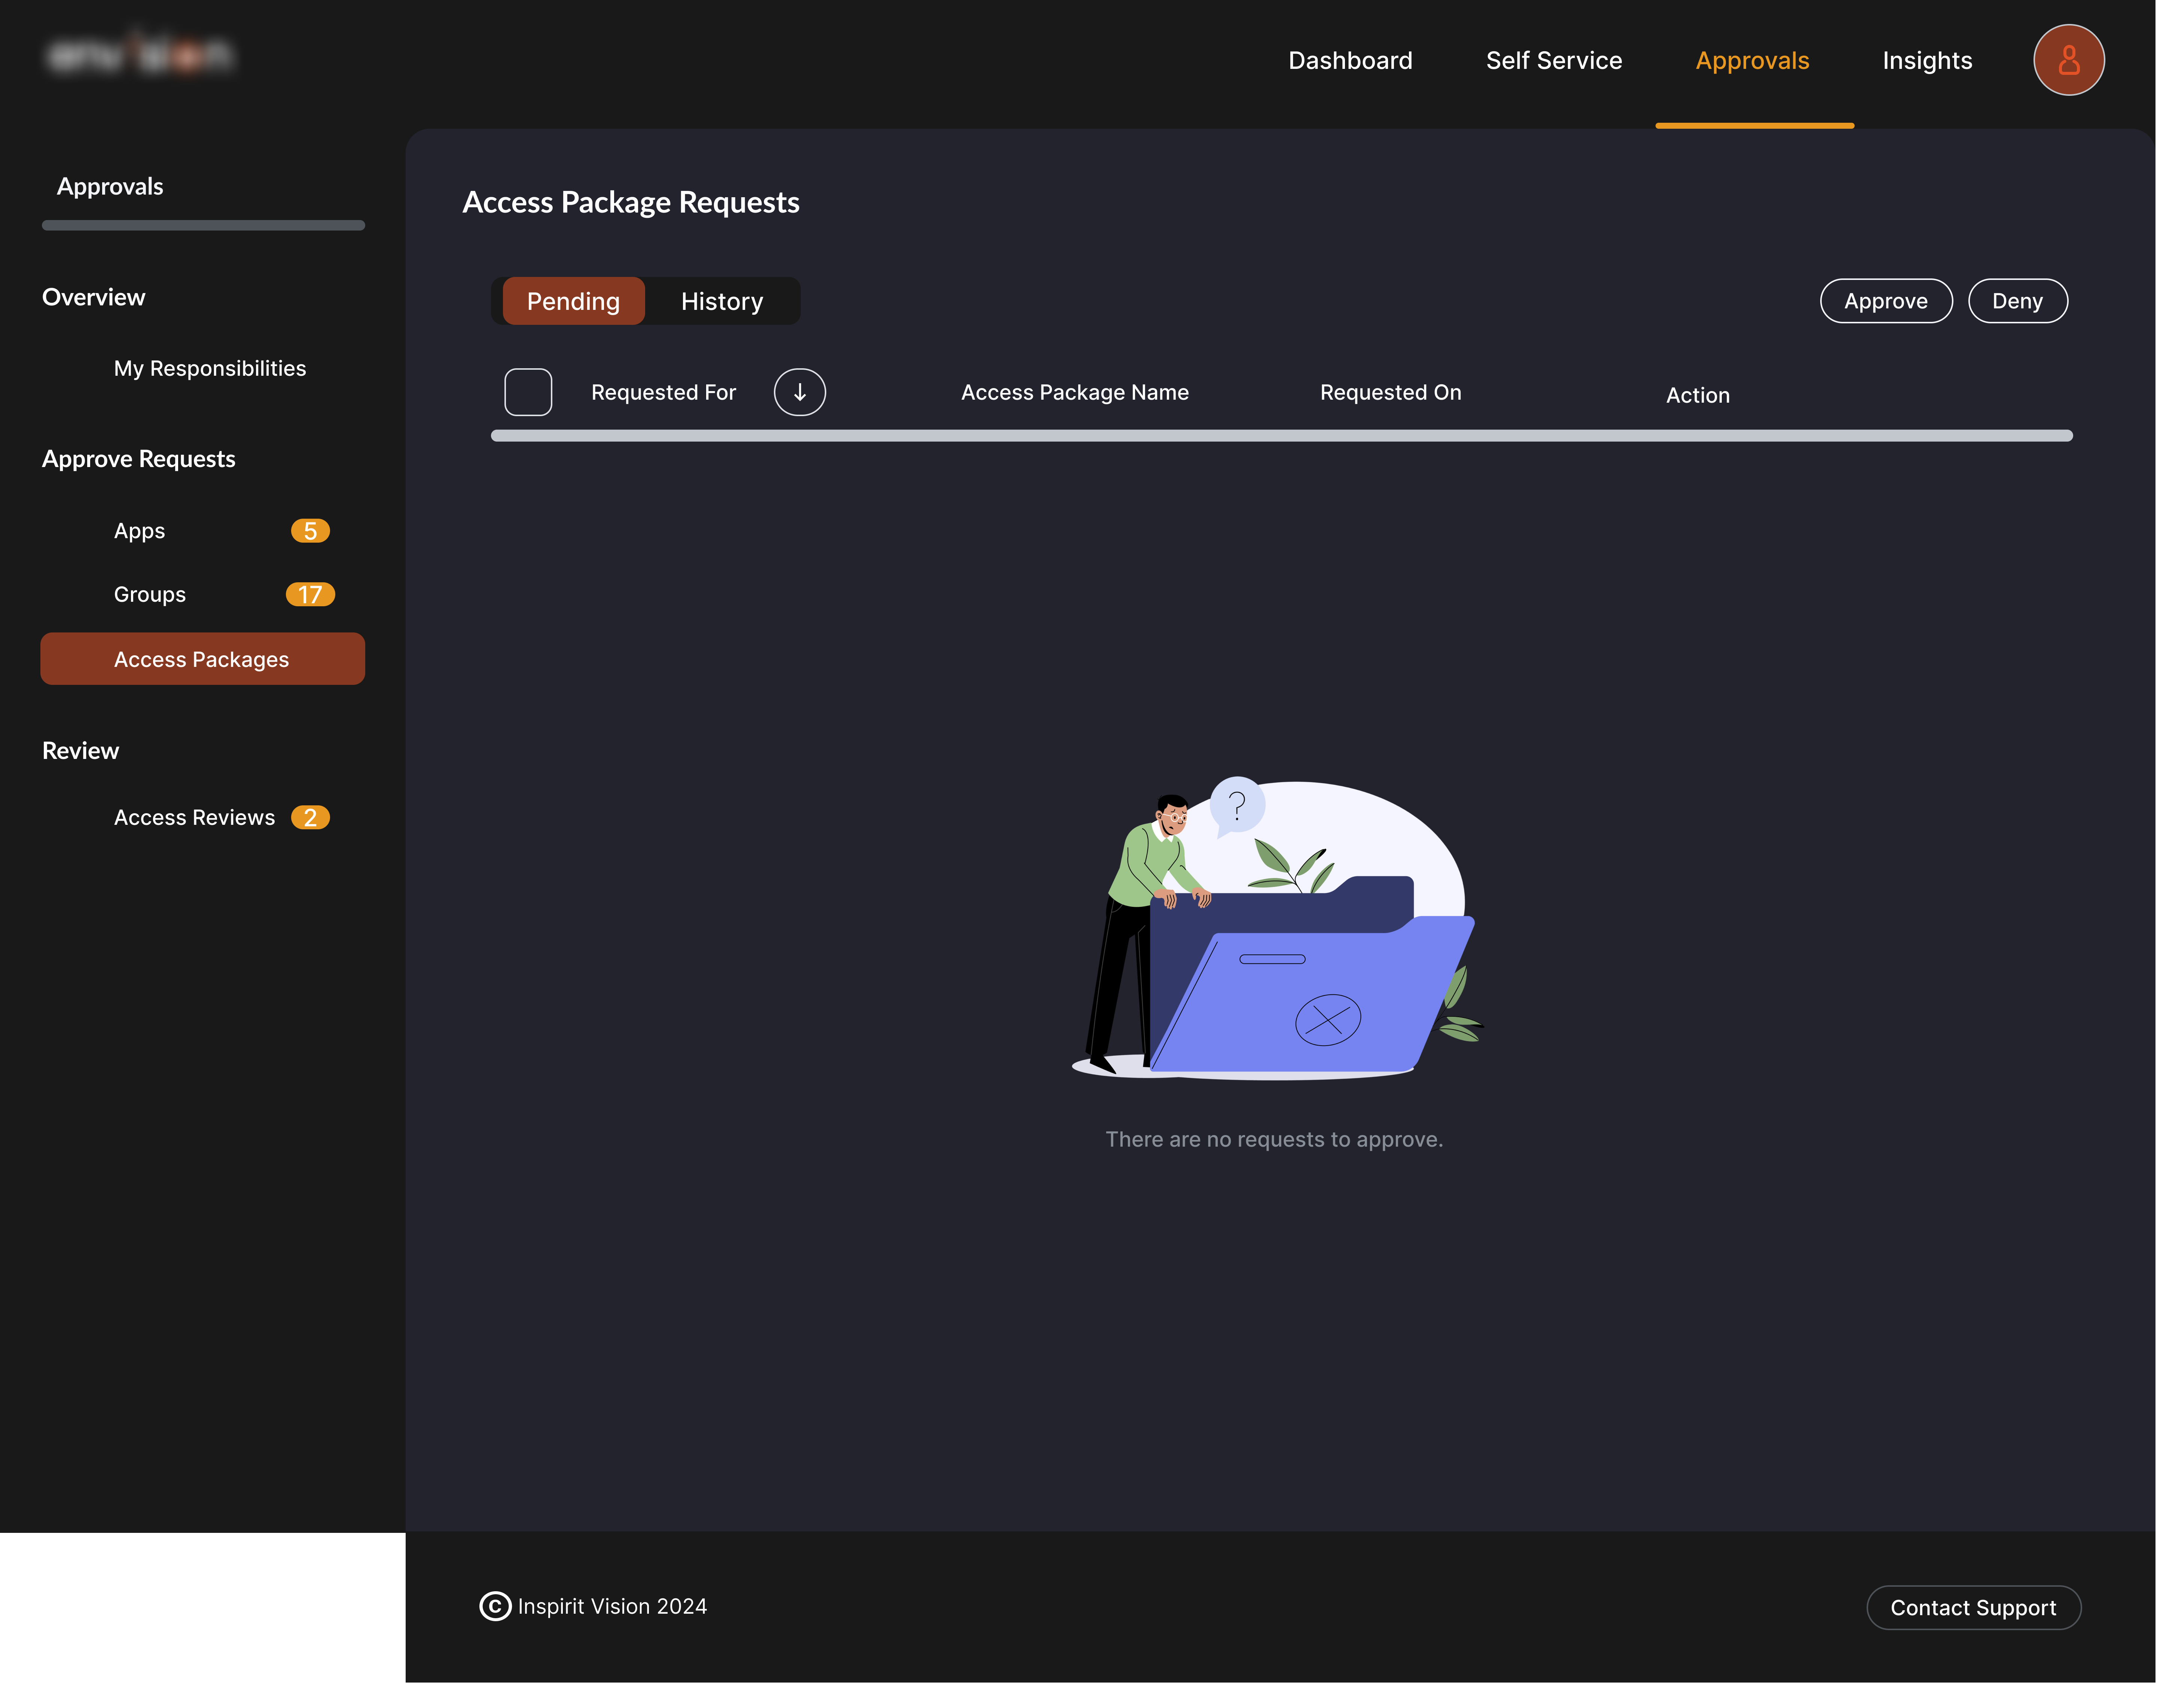 Dashboard Self Service Approvals Insights
Approvals
Overview
My Responsibilities
Approve Requests
Apps 5
Groups 17
Access Packages
Review
Access Reviews 2
Access Package Requests
Pending History
Approve Deny
Requested For Access Package Name Requested On Action
?
There are no requests to approve.
© Inspirit Vision 2024
Contact Support